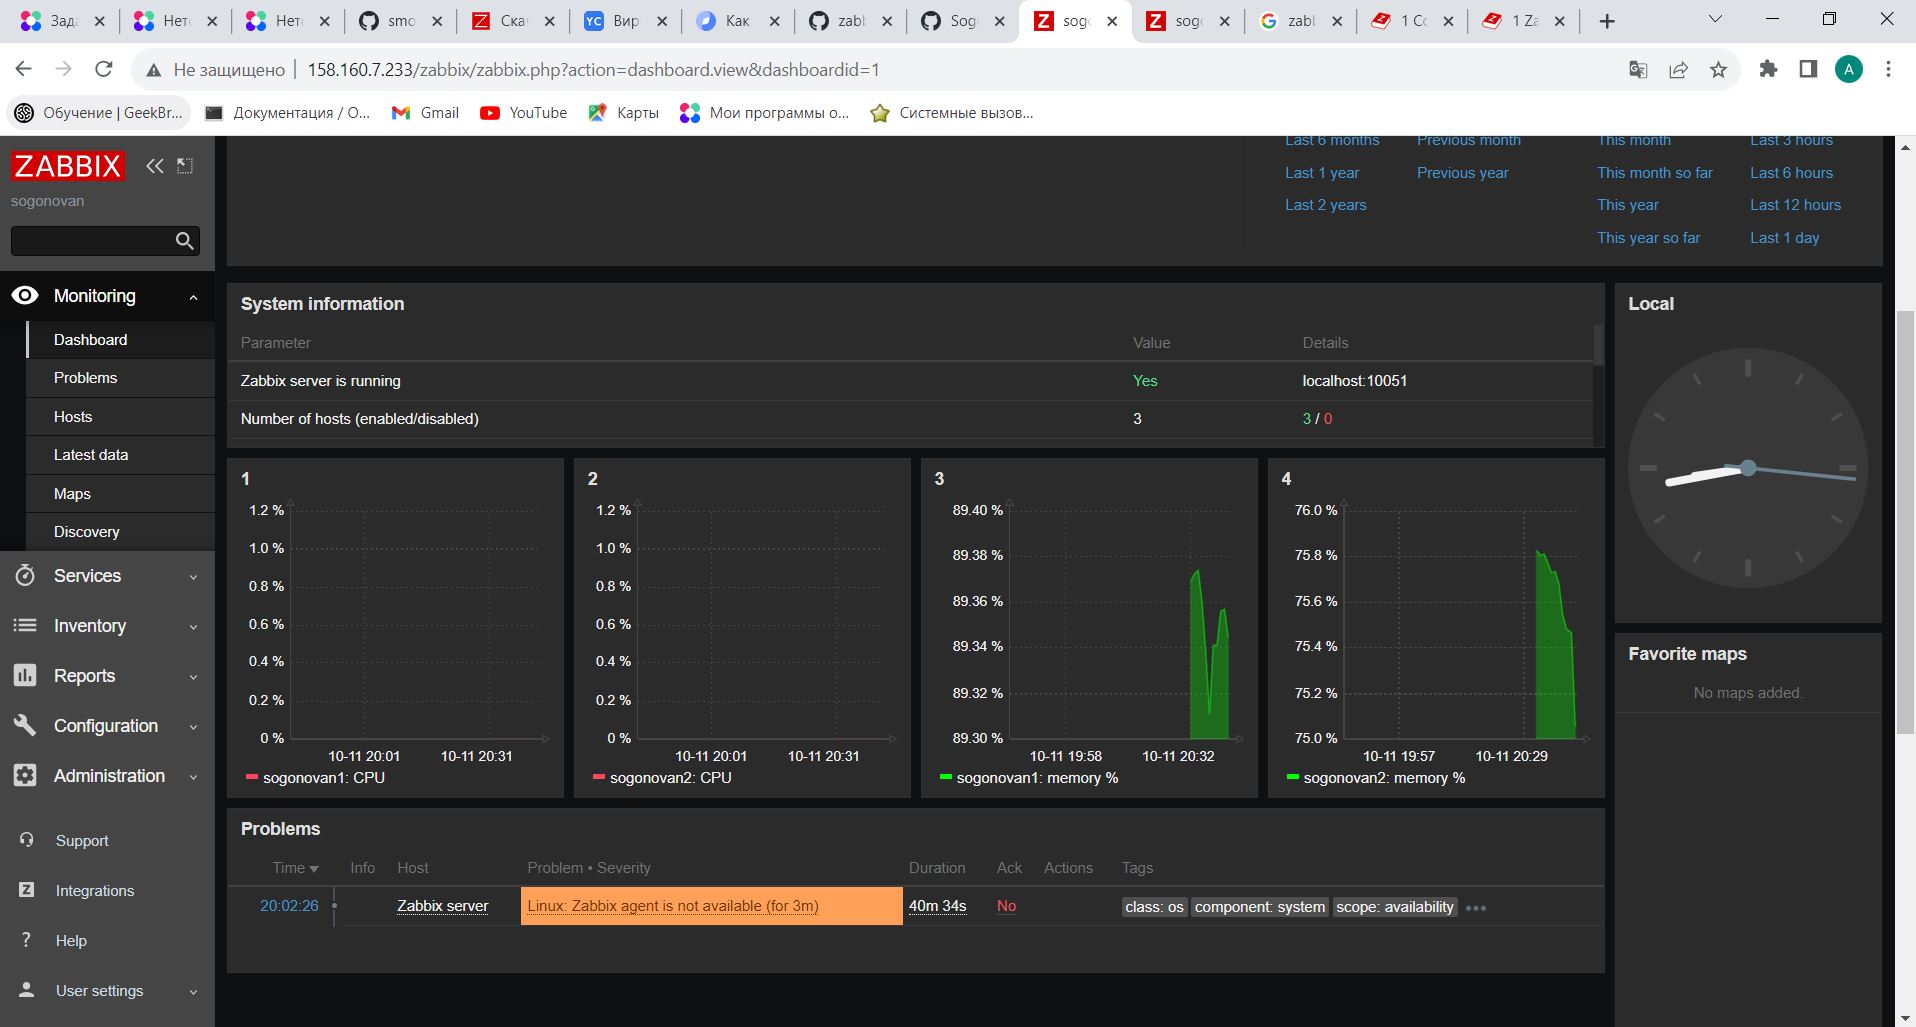 Зада
Нето
Нето
smo
Ска
YC Вирт
Как
zabb
Sogo
Z sogo
Z sogo
zabb
1 Со
1 За
Не защищено | 158.160.7.233/zabbix/zabbix.php?action=dashboard.view&dashboardid=1
A
Обучение | GeekBr...
Документация / О...
Gmail
YouTube
Карты
Мои программы о...
Системные вызов...
ZABBIX
sogonovan
Monitoring
Dashboard
Problems
Hosts
Latest data
Maps
Discovery
Services
Inventory
Reports
Configuration
Administration
Support
Z Integrations
? Help
User settings
Last 6 months Previous month This month Last 3 hours
Last 1 year Previous year This month so far Last 6 hours
Last 2 years This year Last 12 hours
This year so far Last 1 day
System information
Parameter Value Details
Zabbix server is running Yes localhost:10051
Number of hosts (enabled/disabled) 3 3 / 0
Local
1
1.2 %
1.0 %
0.8 %
0.6 %
0.4 %
0.2 %
0 %
10-11 20:01 10-11 20:31
sogonovan1: CPU
2
1.2 %
1.0 %
0.8 %
0.6 %
0.4 %
0.2 %
0 %
10-11 20:01 10-11 20:31
sogonovan2: CPU
3
89.40 %
89.38 %
89.36 %
89.34 %
89.32 %
89.30 %
10-11 19:58 10-11 20:32
sogonovan1: memory %
4
76.0 %
75.8 %
75.6 %
75.4 %
75.2 %
75.0 %
10-11 19:57 10-11 20:29
sogonovan2: memory %
Favorite maps
No maps added.
Problems
Time Info Host Problem • Severity Duration Ack Actions Tags
20:02:26 Zabbix server Linux: Zabbix agent is not available (for 3m) 40m 34s No class: os component: system scope: availability